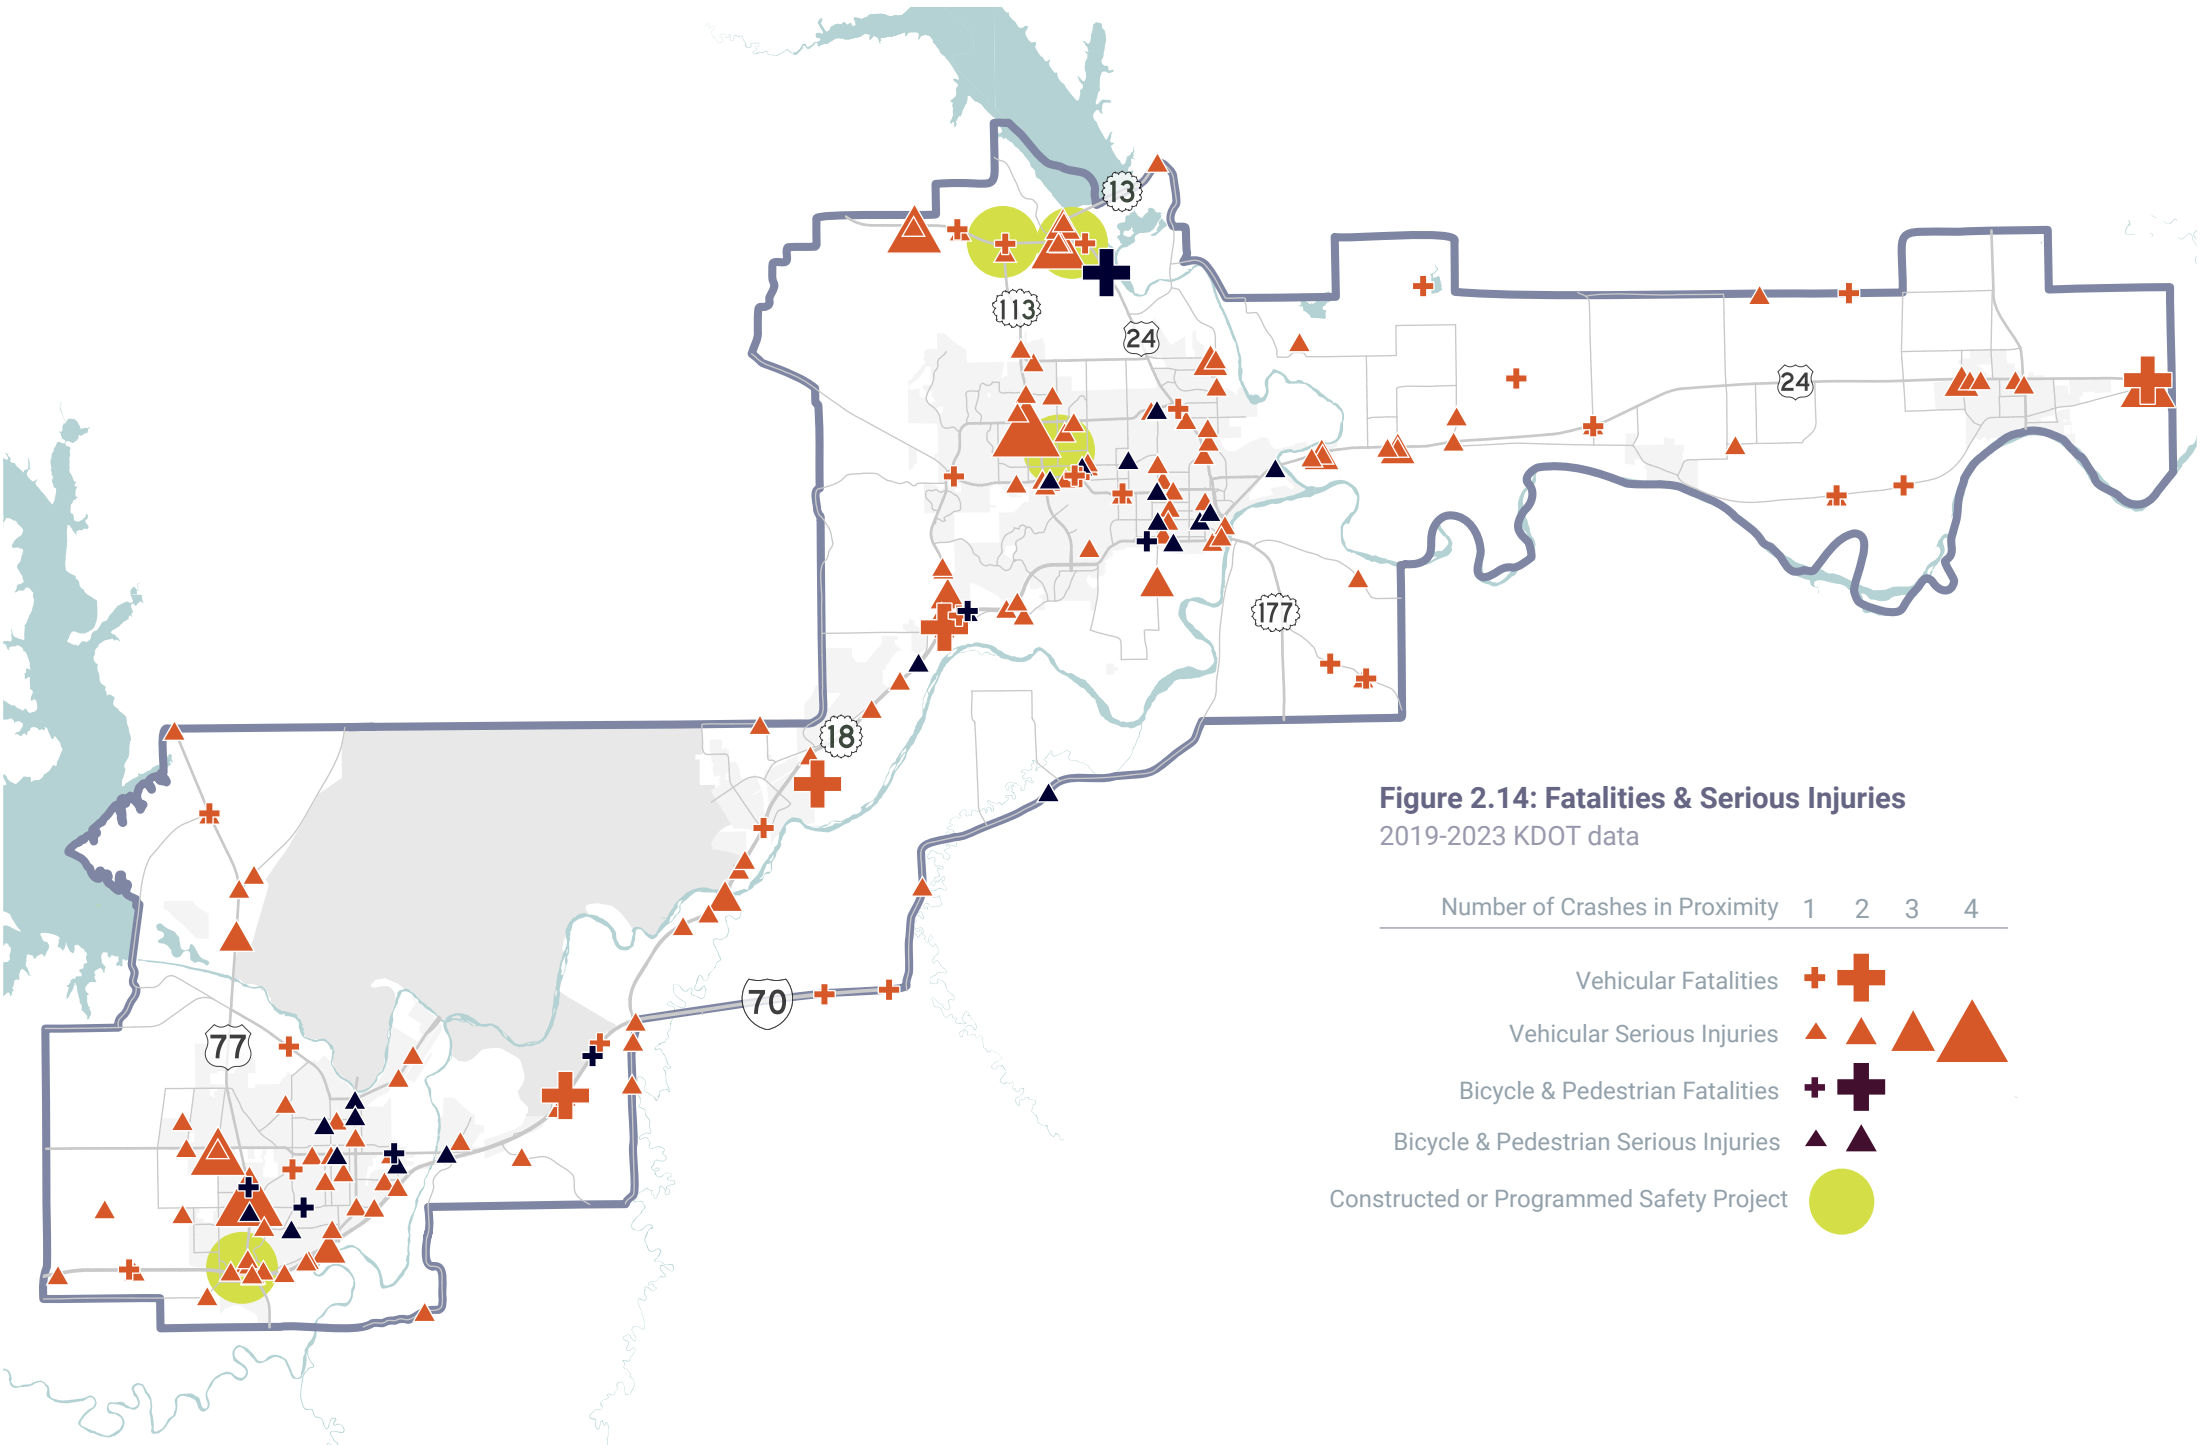 13
113
24
24
177
18
Figure 2.14: Fatalities & Serious Injuries
2019-2023 KDOT data
Number of Crashes in Proximity 1 2 3 4
Vehicular Fatalities
70
Vehicular Serious Injuries
77
Bicycle & Pedestrian Fatalities
Bicycle & Pedestrian Serious Injuries
Constructed or Programmed Safety Project